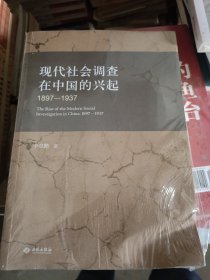 现代社会调查
在中国的兴起
1897—1937
The Rise of the Modern Social
Investigation in China: 1897－1937
著